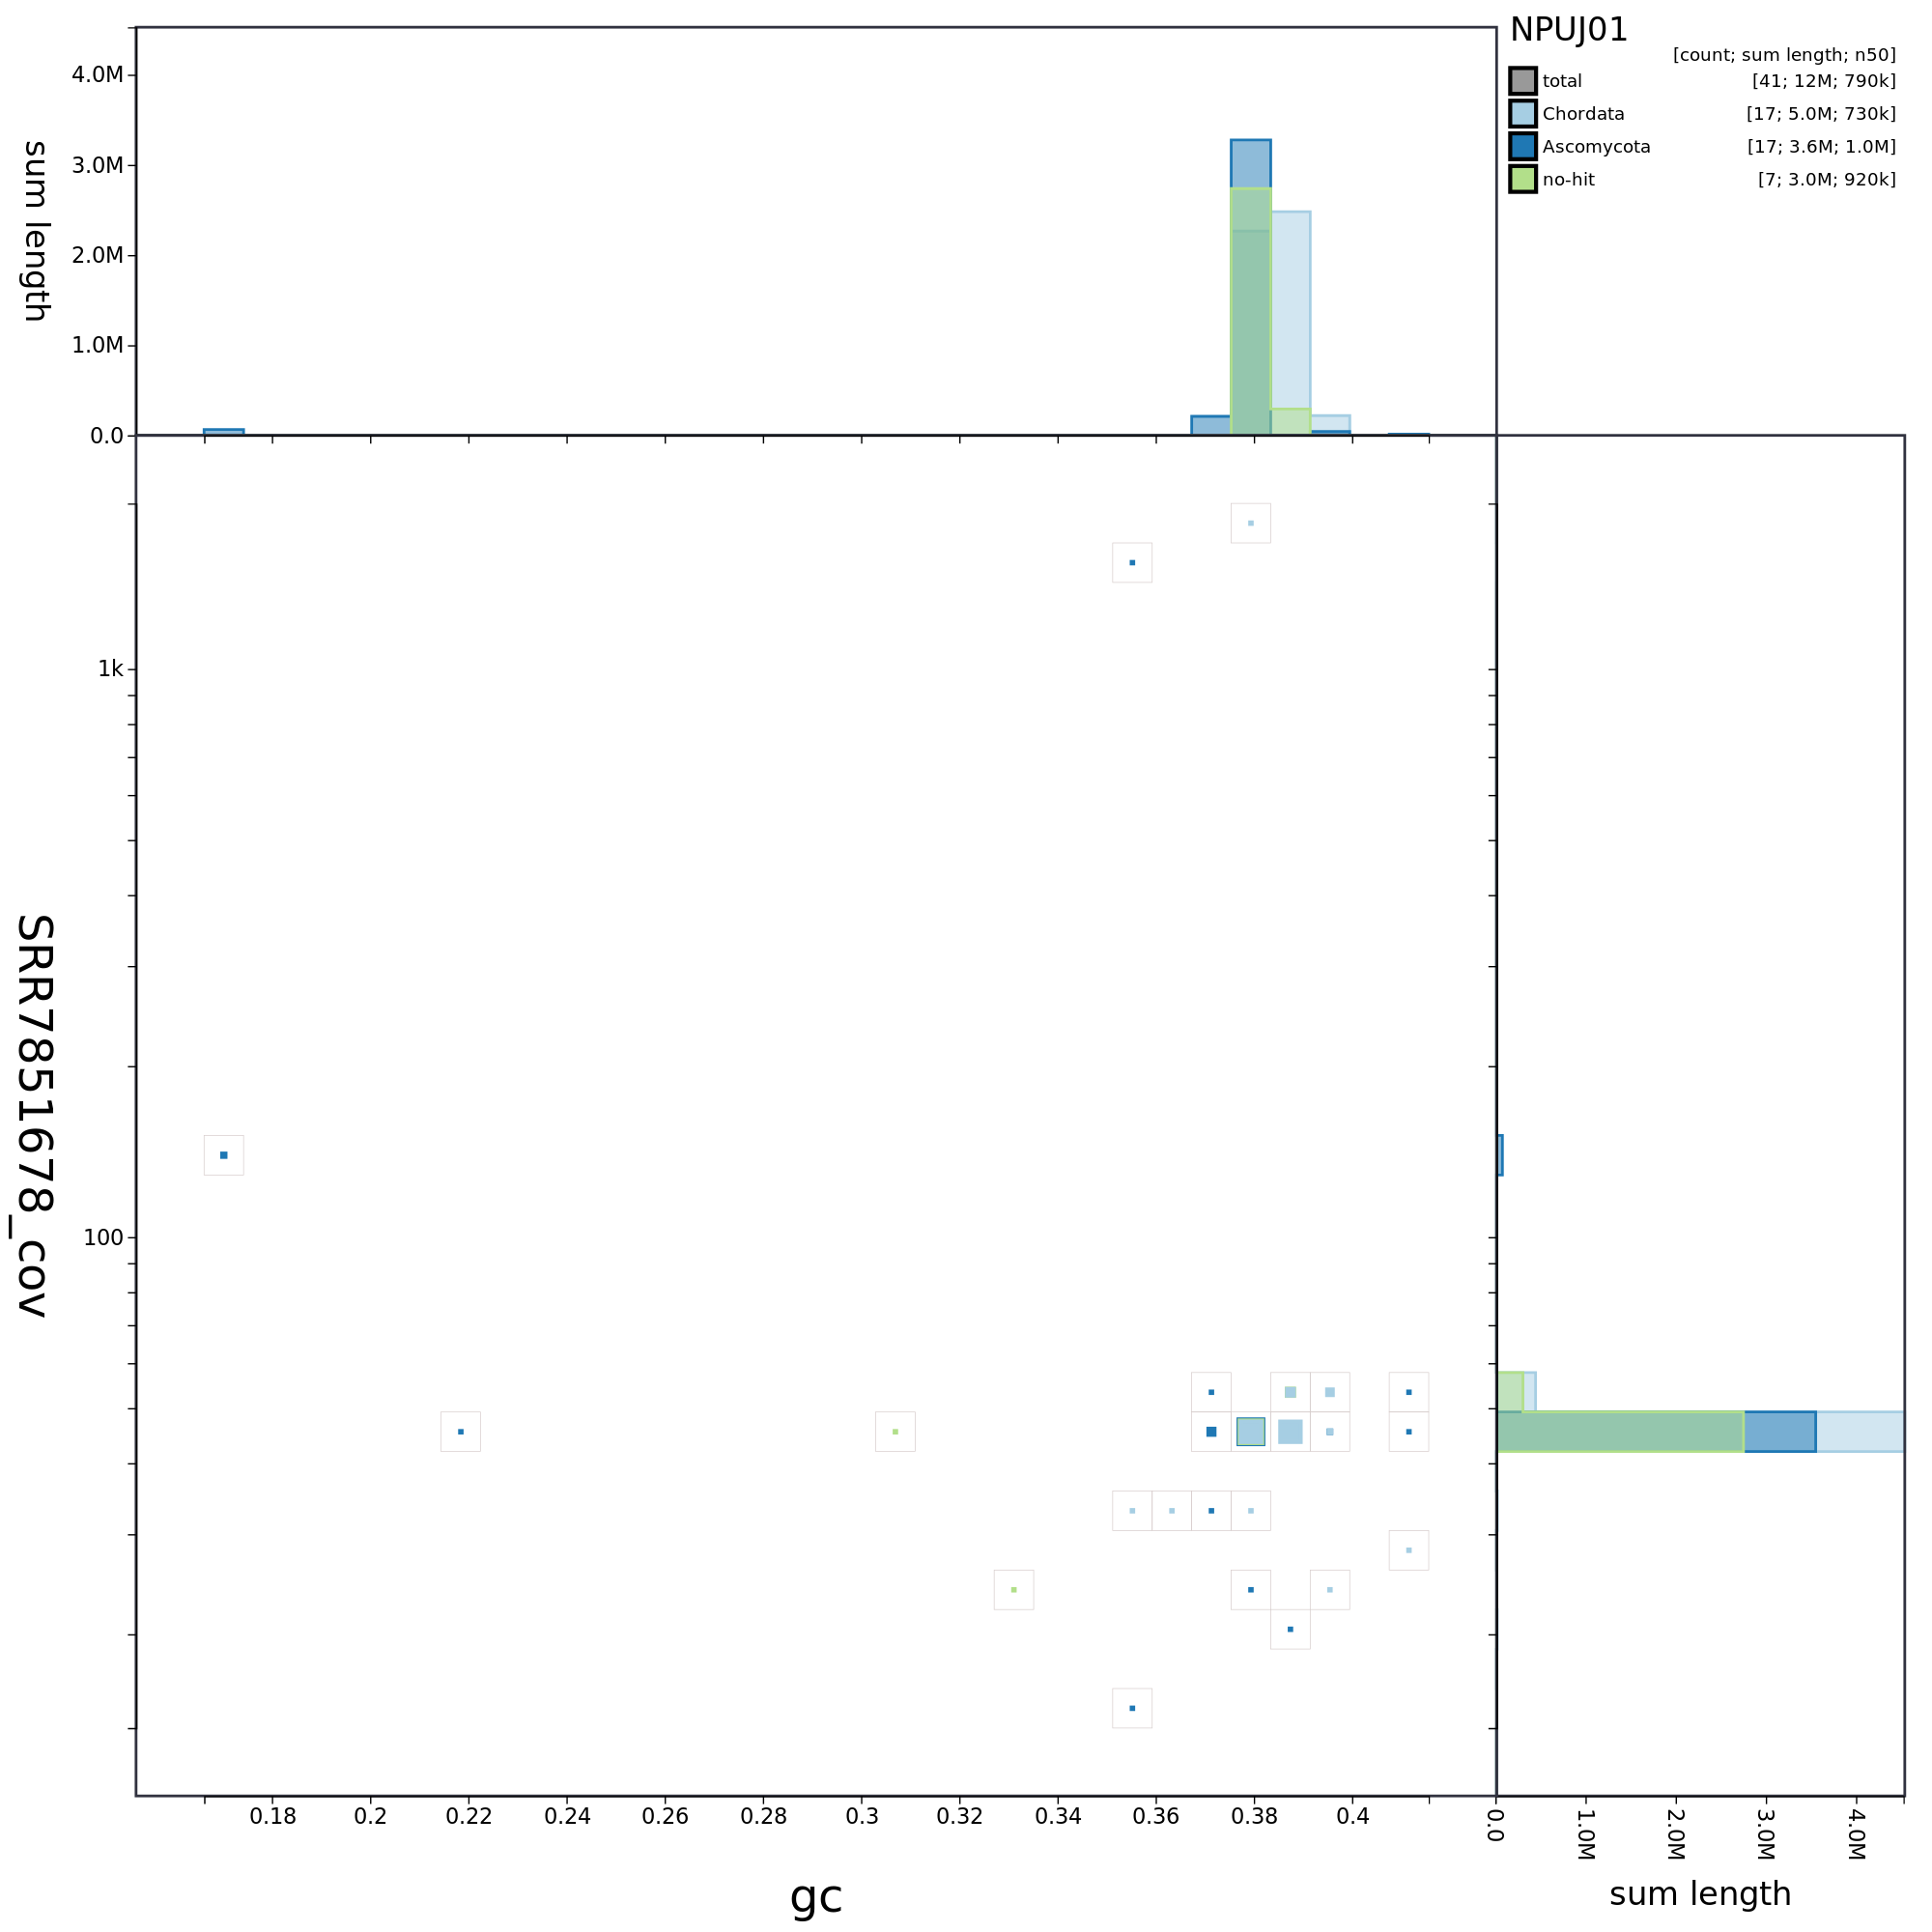 NPUJ01
[count; sum length; n50]
total [41; 12M; 790k]
Chordata [17; 5.0M; 730k]
Ascomycota [17; 3.6M; 1.0M]
no-hit [7; 3.0M; 920k]
sum length
4.0M
3.0M
2.0M
1.0M
0.0
SRR7851678_cov
1k
100
0.18 0.2 0.22 0.24 0.26 0.28 0.3 0.32 0.34 0.36 0.38 0.4
gc
0.0 1.0M 2.0M 3.0M 4.0M
sum length